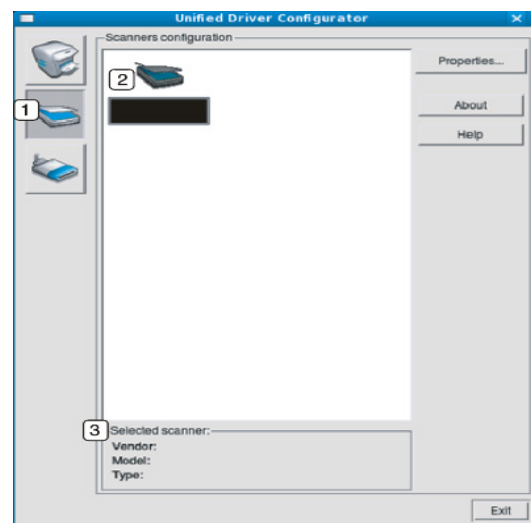 Unified Driver Configurator
Scanners configuration
Properties...
2
1
About
Help
3
Selected scanner:
Vendor:
Model:
Type:
Exit